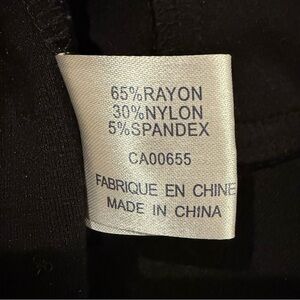 65%RAYON
30%NYLON
5%SPANDEX
CA00655
FABRIQUE EN CHINE
MADE IN CHINA